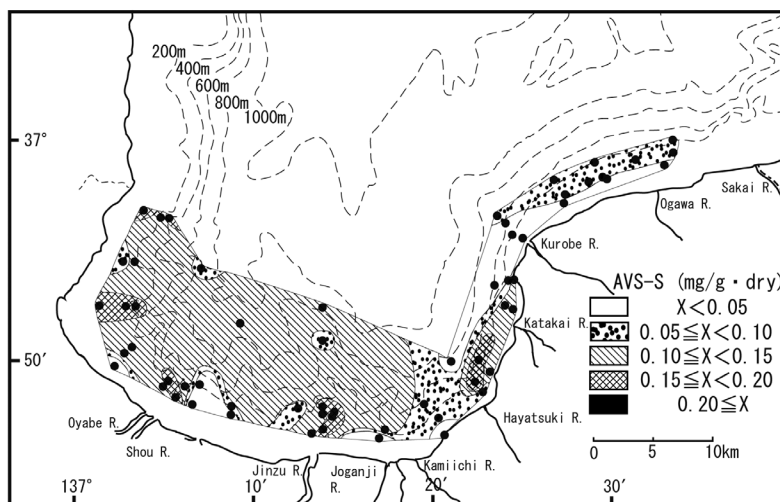 200m
400m
600m
800m
1000m
37°
50′
Sakai R.
Ogawa R.
Kurobe R.
Katakai R.
Hayatsuki R.
Kamiichi R.
Joganji
R.
Jinzu R.
Shou R.
Oyabe R.
AVS-S (mg/g・dry)
X<0.05
0.05≦X<0.10
0.10≦X<0.15
0.15≦X<0.20
0.20≦X
0 5 10km
137° 10′ 20′ 30′